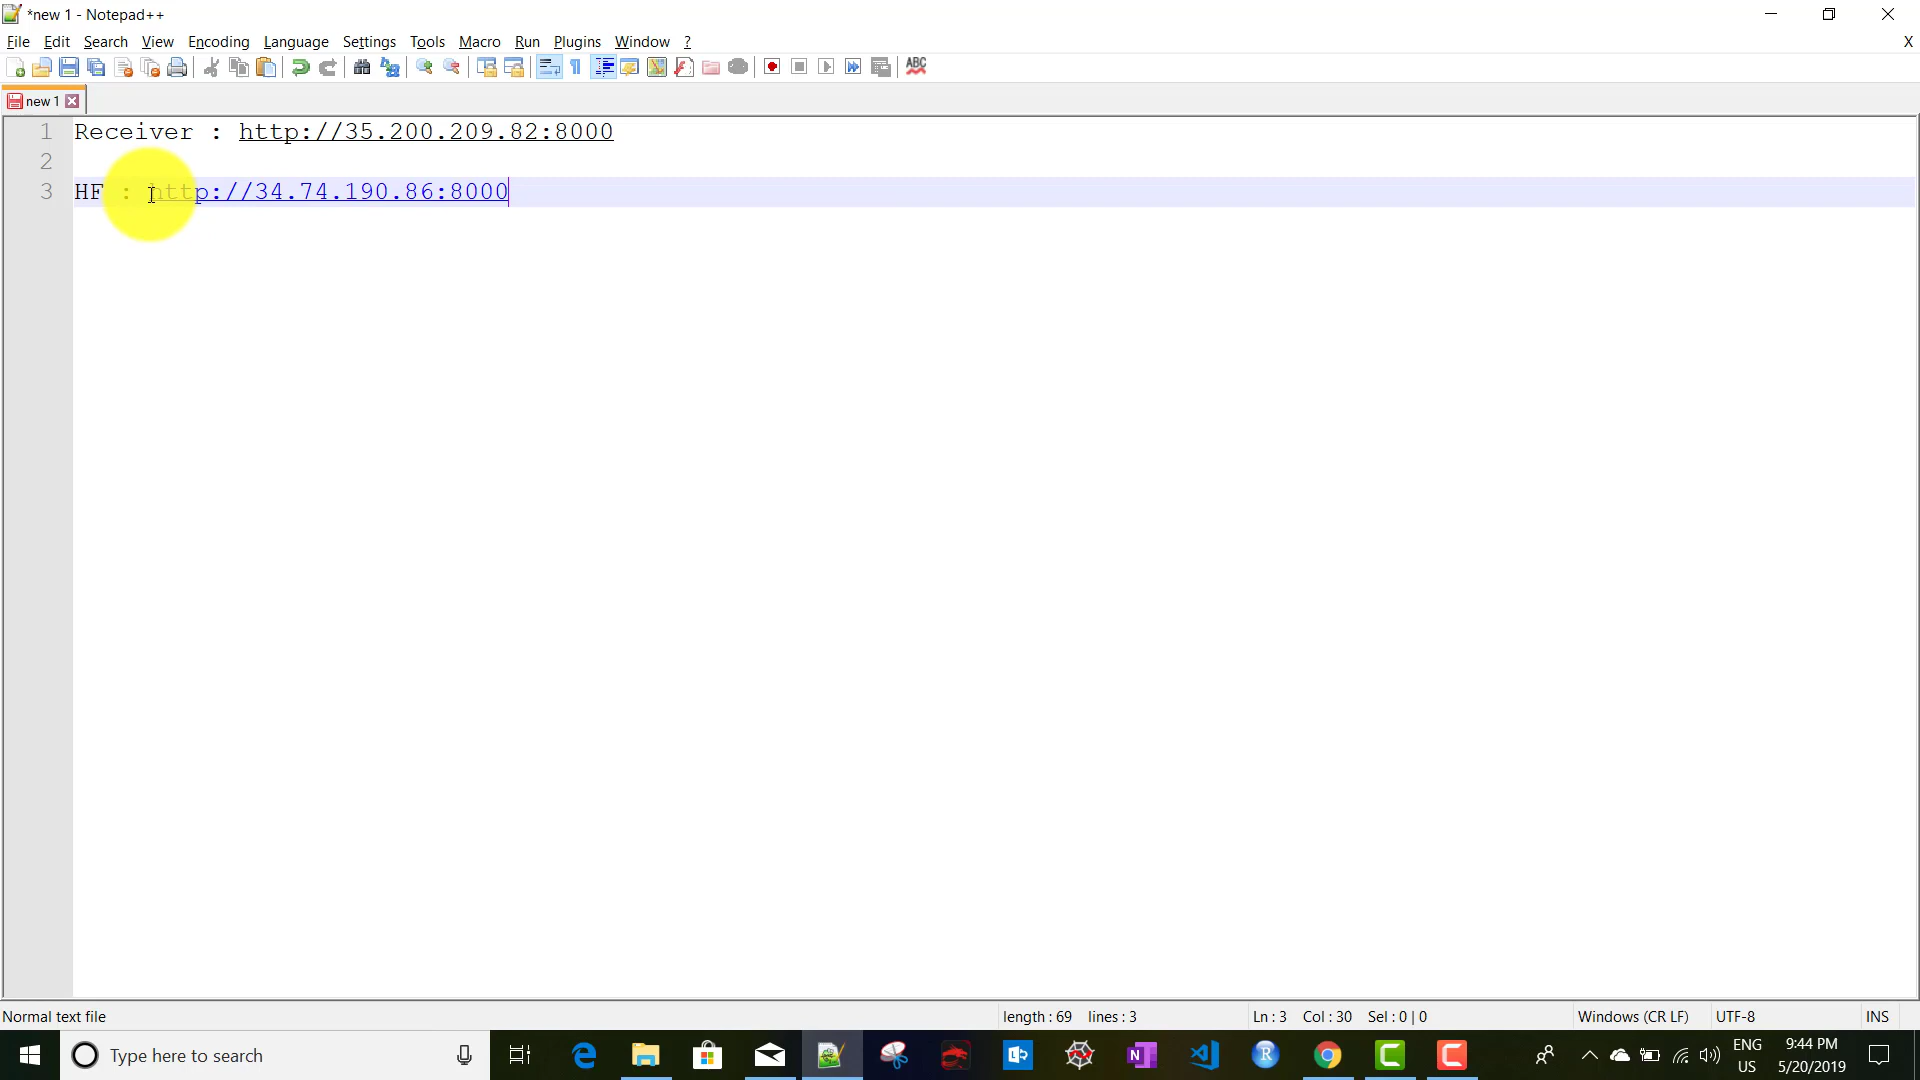 *new 1 - Notepad++
File Edit Search View Encoding Language Settings Tools Macro Run Plugins Window ? X
ABC
new 1
1 Receiver : http://35.200.209.82:8000
2
3 HF : http://34.74.190.86:8000
Normal text file length : 69 lines : 3 Ln : 3 Col : 30 Sel : 0 | 0 Windows (CR LF) UTF-8 INS
Type here to search ENG 9:44 PM
US 5/20/2019